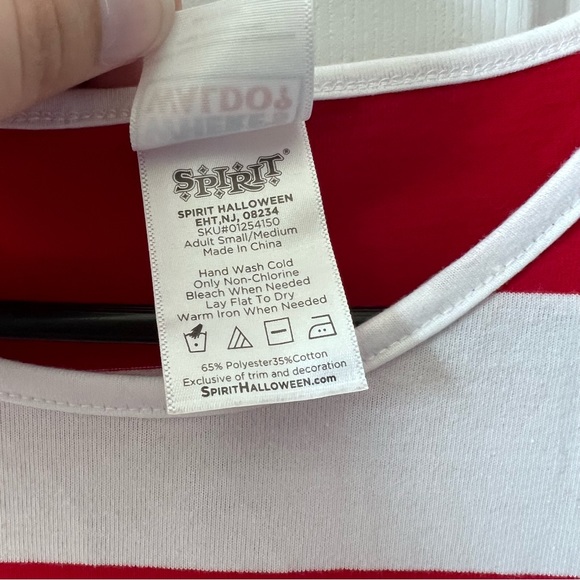 WALDO?
SPIRIT®
SPIRIT HALLOWEEN
EHT,NJ, 08234
SKU#01254150
Adult Small/Medium
Made In China
Hand Wash Cold
Only Non-Chlorine
Bleach When Needed
Lay Flat To Dry
Warm Iron When Needed
65% Polyester35%Cotton
Exclusive of trim and decoration
SPIRITHALLOWEEN.com